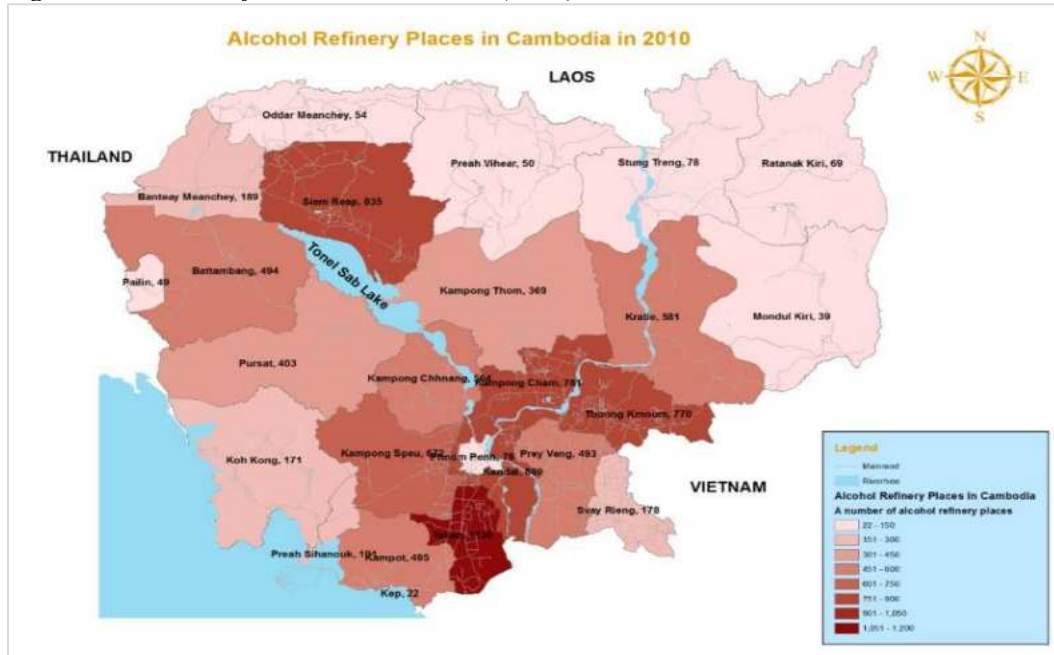 Alcohol Refinery Places in Cambodia in 2010
N
W E
S
LAOS
THAILAND
VIETNAM
Oddar Meanchey, 54
Preah Vihear, 50
Stung Treng, 78
Ratanak Kiri, 69
Banteay Meanchey, 189
Siem Reap, 835
Battambang, 494
Pailin, 49
Tonel Sab Lake
Kampong Thom, 369
Kratie, 581
Mondul Kiri, 39
Pursat, 403
Kampong Chhnang,
Kampong Cham, 781
Thuong Kmoum, 770
Koh Kong, 171
Kampong Speu, 672
Phnom Penh,
Prey Veng, 493
Kandal,
Svay Rieng, 178
Preah Sihanouk,
Kampot, 495
Kep, 22
Legend
Mainroad
Alcohol Refinery Places in Cambodia
A number of alcohol refinery places
22 - 150
151 - 300
301 - 450
451 - 600
601 - 750
751 - 900
901 - 1,050
1,051 - 1,200